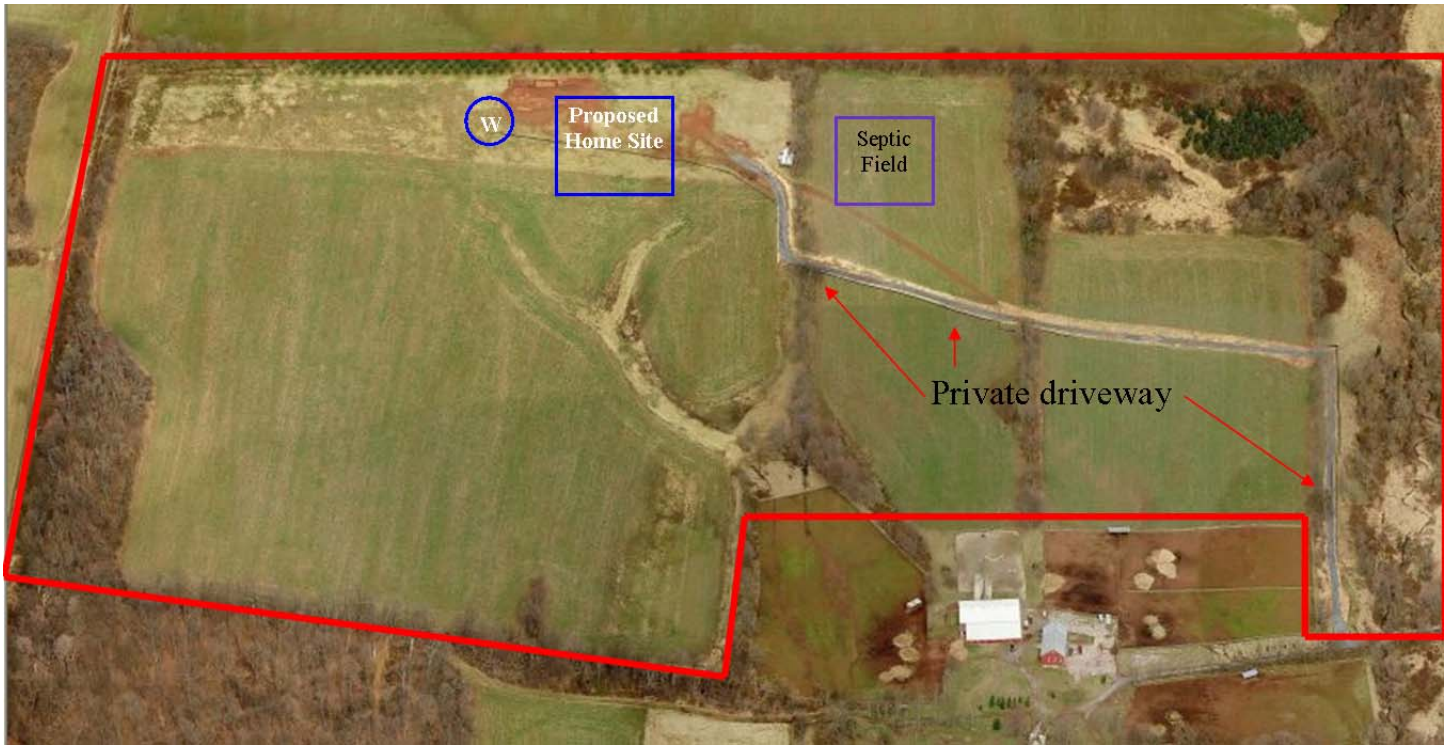 W
Proposed
Home Site
Septic
Field
Private driveway